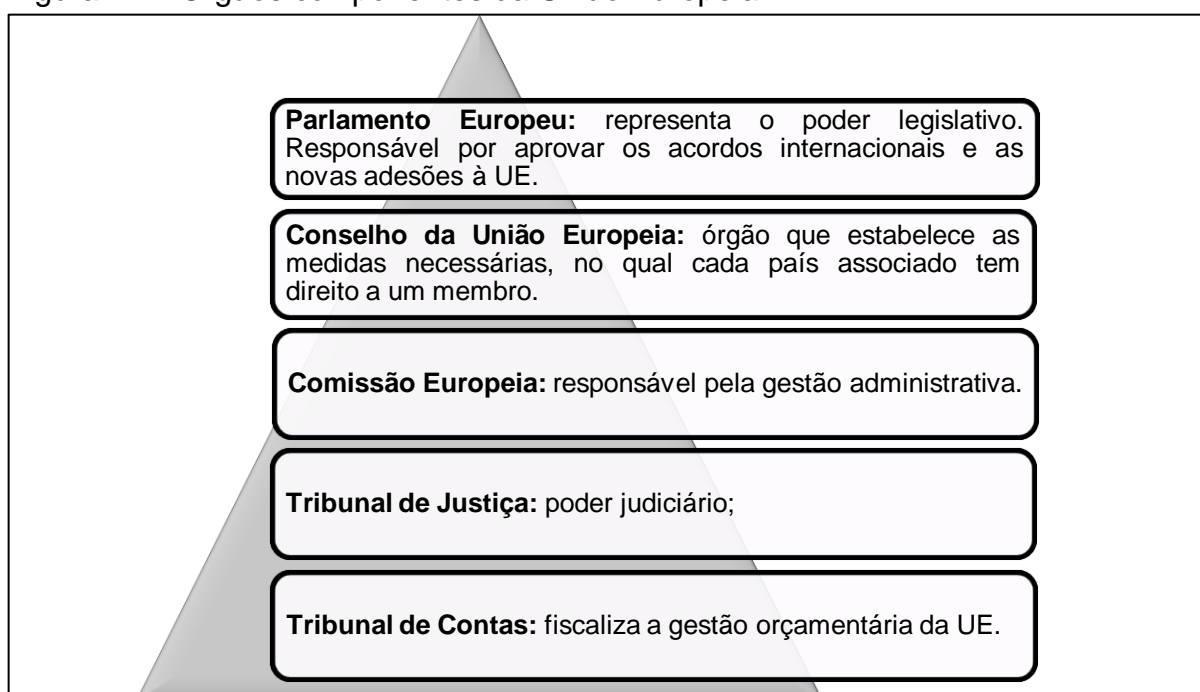 Parlamento Europeu: representa o poder legislativo.
Responsável por aprovar os acordos internacionais e as
novas adesões à UE.
Conselho da União Europeia: órgão que estabelece as
medidas necessárias, no qual cada país associado tem
direito a um membro.
Comissão Europeia: responsável pela gestão administrativa.
Tribunal de Justiça: poder judiciário;
Tribunal de Contas: fiscaliza a gestão orçamentária da UE.